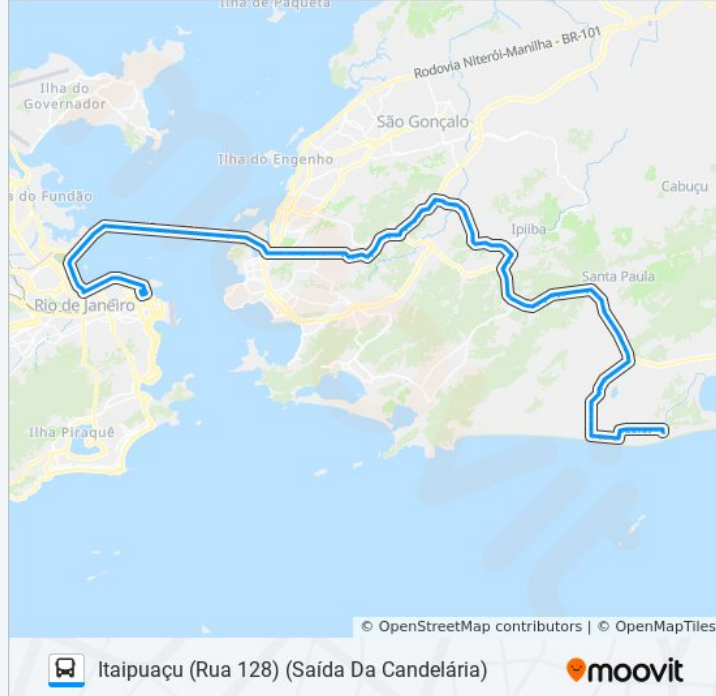 Ilha de Paquetá
Rodovia Niterói-Manilha - BR-101
Ilha do
Governador
São Gonçalo
Ilha do Engenho
Cabuçu
a do Fundão
Ipiíba
Santa Paula
Rio de Janeiro
Ilha Piraquê
© OpenStreetMap contributors | © OpenMapTiles
Itaipuaçu (Rua 128) (Saída Da Candelária)
moovit